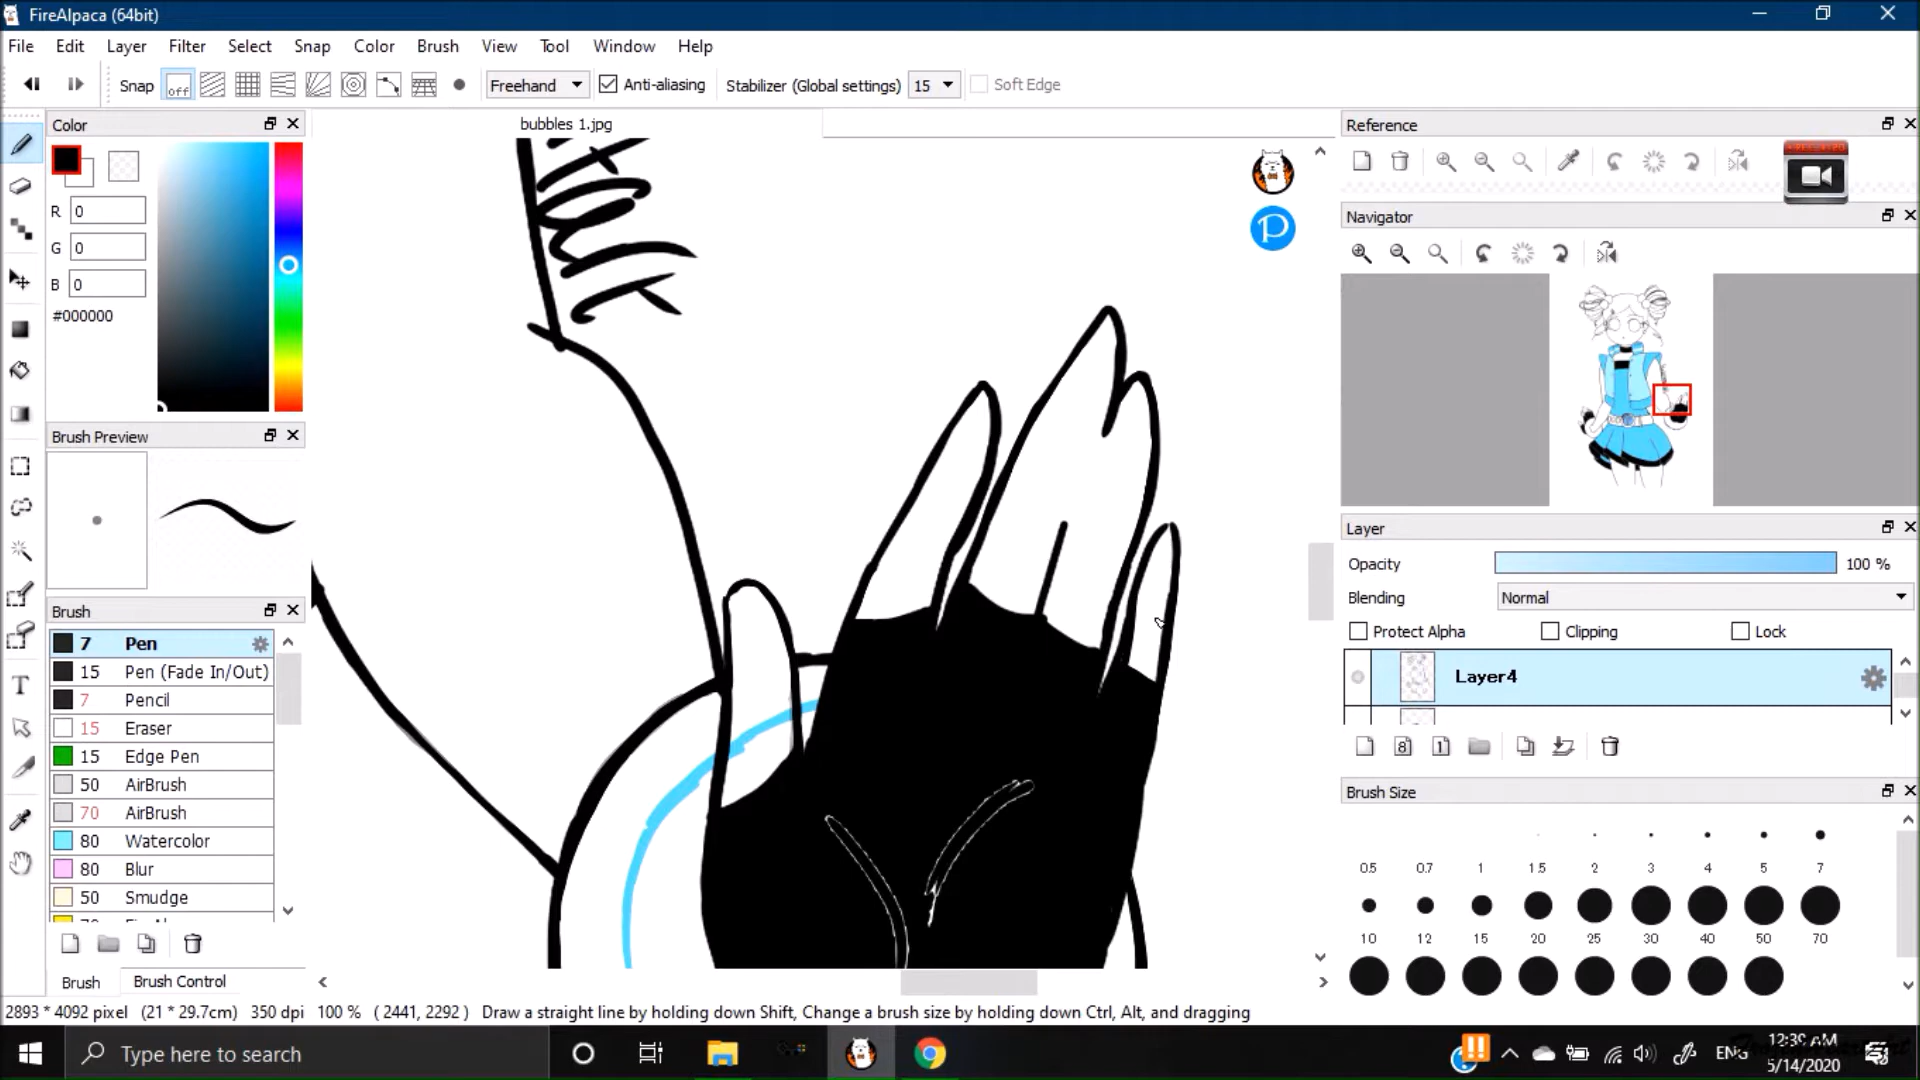 FireAlpaca (64bit)
File Edit Layer Filter Select Snap Color Brush View Tool Window Help
Snap off Freehand Anti-aliasing Stabilizer (Global settings) 15 Soft Edge
Color
bubbles 1.jpg
Reference
R 0
G 0
B 0
#000000
Navigator
Brush Preview
Layer
Opacity 100 %
Blending Normal
Protect Alpha Clipping Lock
Layer4
Brush
7 Pen
15 Pen (Fade In/Out)
7 Pencil
15 Eraser
15 Edge Pen
50 AirBrush
70 AirBrush
80 Watercolor
80 Blur
50 Smudge
Brush Size
0.5 0.7 1 1.5 2 3 4 5 7
10 12 15 20 25 30 40 50 70
Brush Brush Control
2893 * 4092 pixel (21 * 29.7cm) 350 dpi 100 % ( 2441, 2292 ) Draw a straight line by holding down Shift, Change a brush size by holding down Ctrl, Alt, and dragging
Type here to search
ENG
12:39 AM
5/14/2020